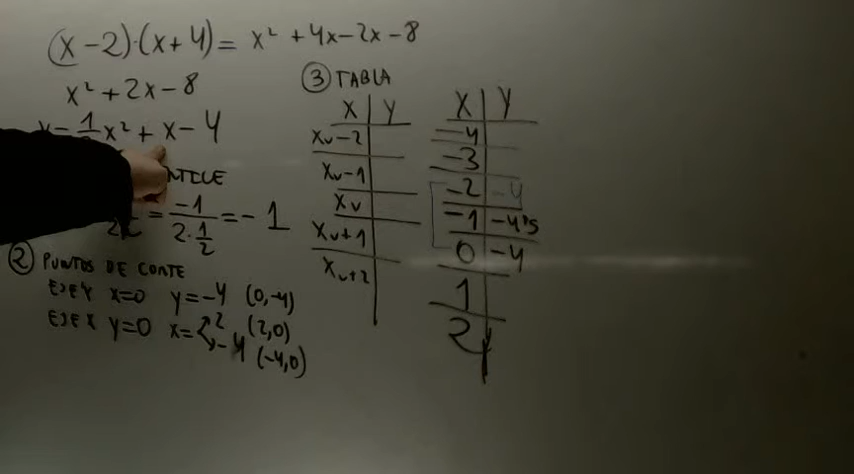 (x-2)·(x+4) = x² + 4x - 2x - 8
x² + 2x - 8
x² + x - 4
= -1/(2·1/2) = -1
② PUNTOS DE CORTE
EJE Y x=0 y=-4 (0,-4)
EJE X y=0 x= 2 (2,0)
-4 (-4,0)
③ TABLA
X Y
Xv-2
Xv-1
Xv
Xv+1
Xv+2
X Y
-4
-3
-2 -4
-1 -4'5
0 -4
1
2